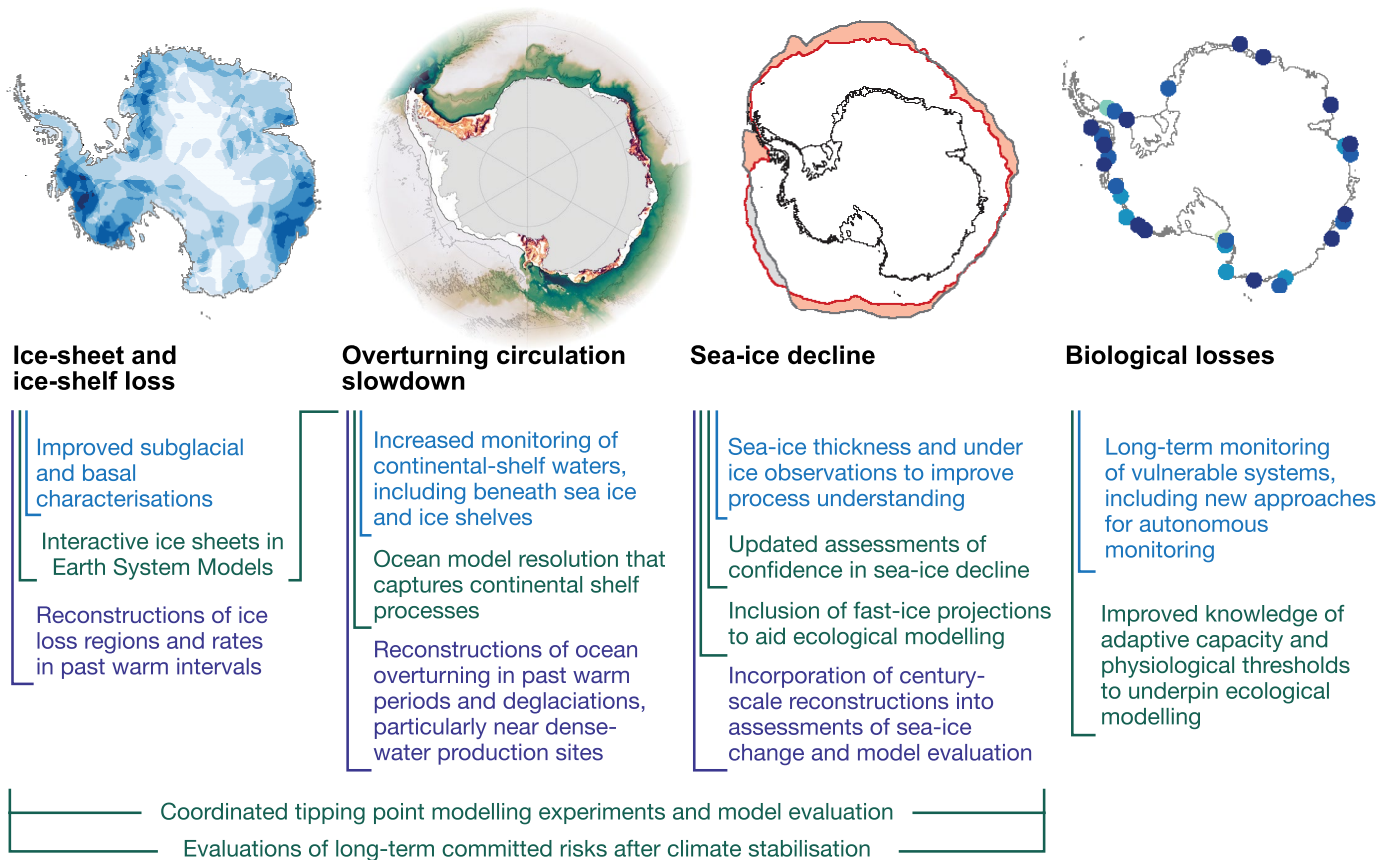 Ice-sheet and
ice-shelf loss
Improved subglacial
and basal
characterisations
Interactive ice sheets in
Earth System Models
Reconstructions of ice
loss regions and rates
in past warm intervals
Overturning circulation
slowdown
Increased monitoring of
continental-shelf waters,
including beneath sea ice
and ice shelves
Ocean model resolution that
captures continental shelf
processes
Reconstructions of ocean
overturning in past warm
periods and deglaciations,
particularly near dense-
water production sites
Sea-ice decline
Sea-ice thickness and under
ice observations to improve
process understanding
Updated assessments of
confidence in sea-ice decline
Inclusion of fast-ice projections
to aid ecological modelling
Incorporation of century-
scale reconstructions into
assessments of sea-ice
change and model evaluation
Biological losses
Long-term monitoring
of vulnerable systems,
including new approaches
for autonomous
monitoring
Improved knowledge of
adaptive capacity and
physiological thresholds
to underpin ecological
modelling
Coordinated tipping point modelling experiments and model evaluation
Evaluations of long-term committed risks after climate stabilisation